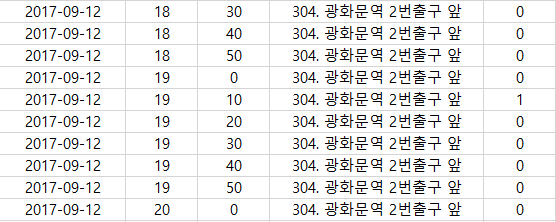 2017-09-12 18 30 304. 광화문역 2번출구 앞 0
2017-09-12 18 40 304. 광화문역 2번출구 앞 0
2017-09-12 18 50 304. 광화문역 2번출구 앞 0
2017-09-12 19 0 304. 광화문역 2번출구 앞 0
2017-09-12 19 10 304. 광화문역 2번출구 앞 1
2017-09-12 19 20 304. 광화문역 2번출구 앞 0
2017-09-12 19 30 304. 광화문역 2번출구 앞 0
2017-09-12 19 40 304. 광화문역 2번출구 앞 0
2017-09-12 19 50 304. 광화문역 2번출구 앞 0
2017-09-12 20 0 304. 광화문역 2번출구 앞 0